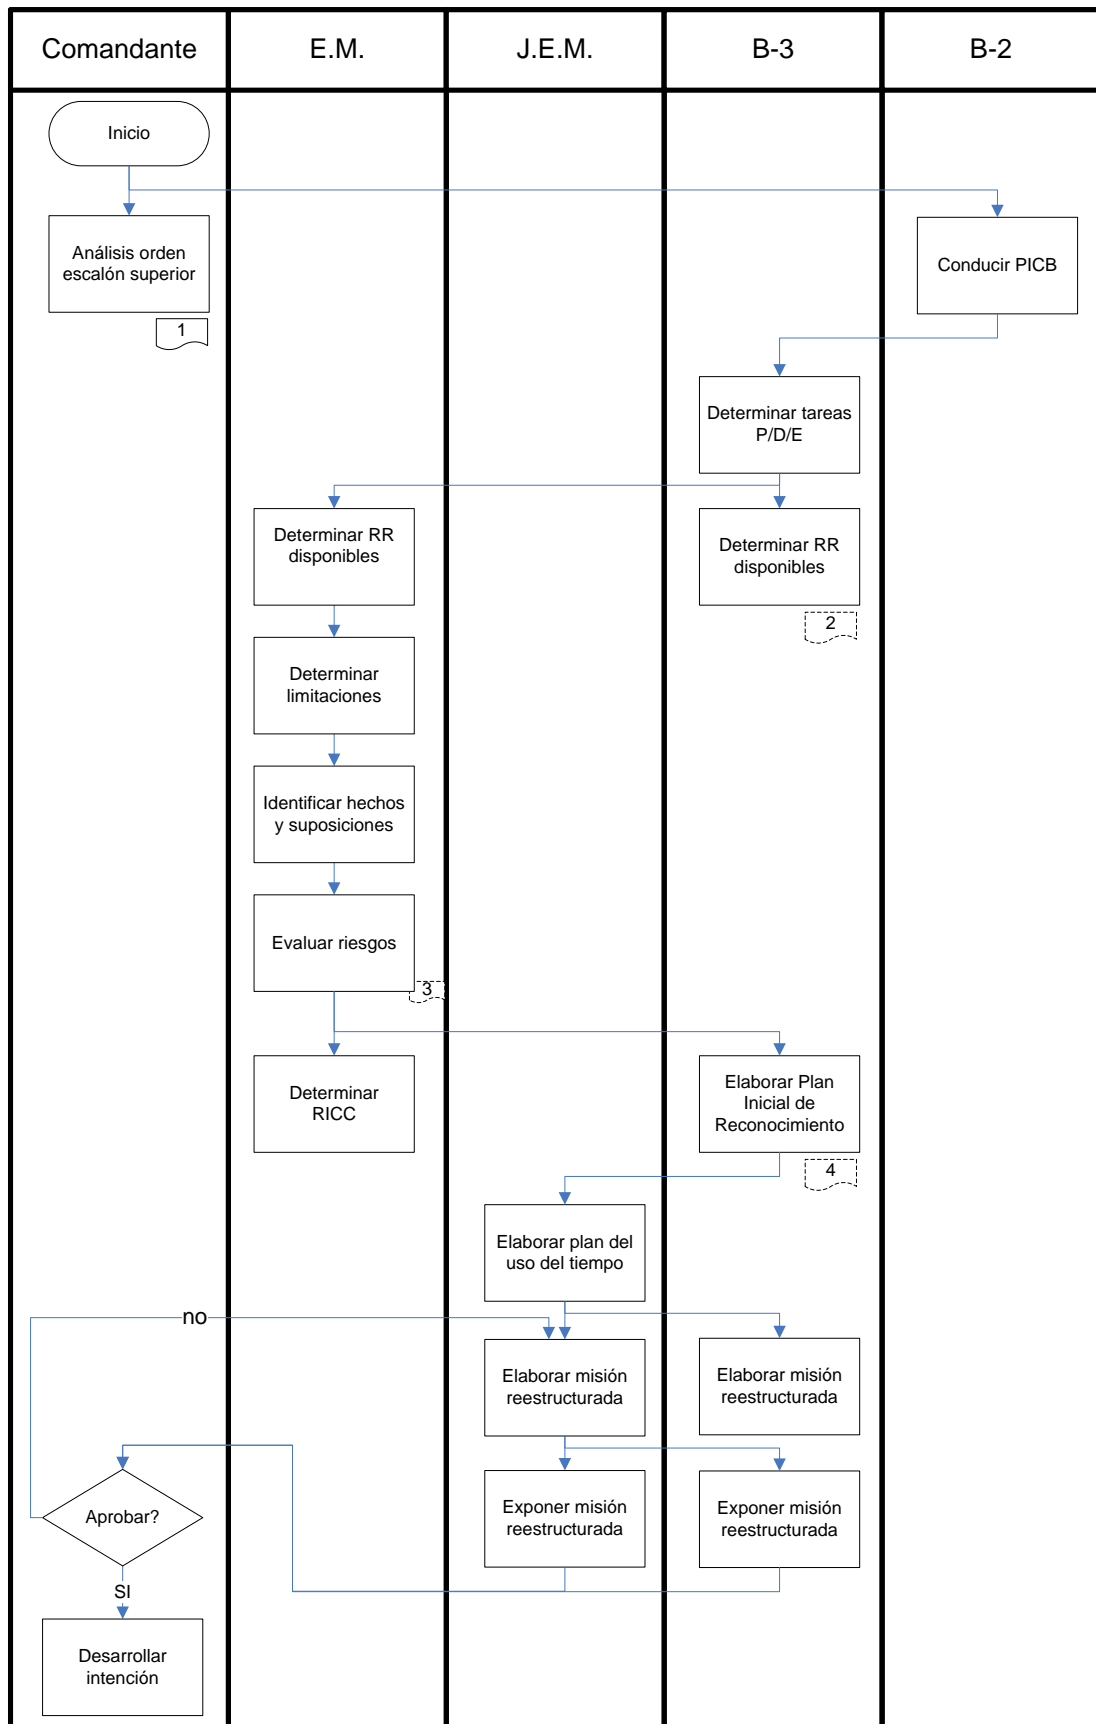 Comandante
E.M.
J.E.M.
B-3
B-2
Inicio
Análisis orden
escalón superior
1
Conducir PICB
Determinar tareas
P/D/E
Determinar RR
disponibles
Determinar RR
disponibles
2
Determinar
limitaciones
Identificar hechos
y suposiciones
Evaluar riesgos
3
Determinar
RICC
Elaborar Plan
Inicial de
Reconocimiento
4
Elaborar plan del
uso del tiempo
no
Elaborar misión
reestructurada
Elaborar misión
reestructurada
Aprobar?
Exponer misión
reestructurada
Exponer misión
reestructurada
SI
Desarrollar
intención